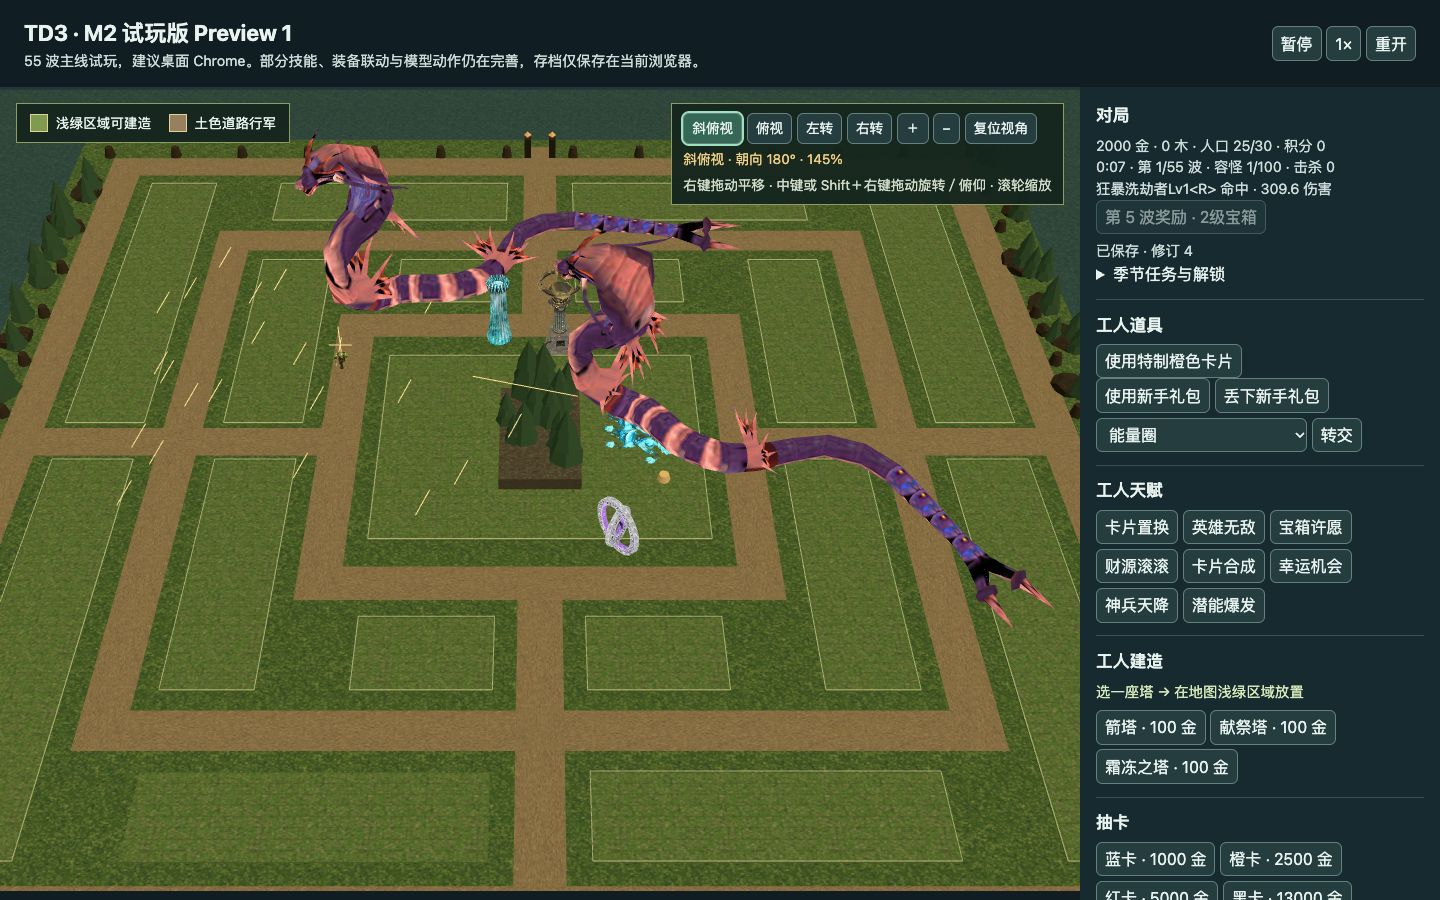 TD3 · M2 试玩版 Preview 1
55 波主线试玩，建议桌面 Chrome。部分技能、装备联动与模型动作仍在完善，存档仅保存在当前浏览器。
暂停 1× 重开
浅绿区域可建造 土色道路行军
斜俯视 俯视 左转 右转 + − 复位视角
斜俯视 · 朝向 180° · 145%
右键拖动平移 · 中键或 Shift＋右键拖动旋转 / 俯仰 · 滚轮缩放
对局
2000 金 · 0 木 · 人口 25/30 · 积分 0
0:07 · 第 1/55 波 · 容怪 1/100 · 击杀 0
狂暴洗劫者Lv1<R> 命中 · 309.6 伤害
第 5 波奖励 · 2级宝箱
已保存 · 修订 4
▶ 季节任务与解锁
工人道具
使用特制橙色卡片
使用新手礼包 丢下新手礼包
能量圈 转交
工人天赋
卡片置换 英雄无敌 宝箱许愿
财源滚滚 卡片合成 幸运机会
神兵天降 潜能爆发
工人建造
选一座塔 → 在地图浅绿区域放置
箭塔 · 100 金 献祭塔 · 100 金
霜冻之塔 · 100 金
抽卡
蓝卡 · 1000 金 橙卡 · 2500 金
红卡 · 5000 金 黑卡 · 13000 金